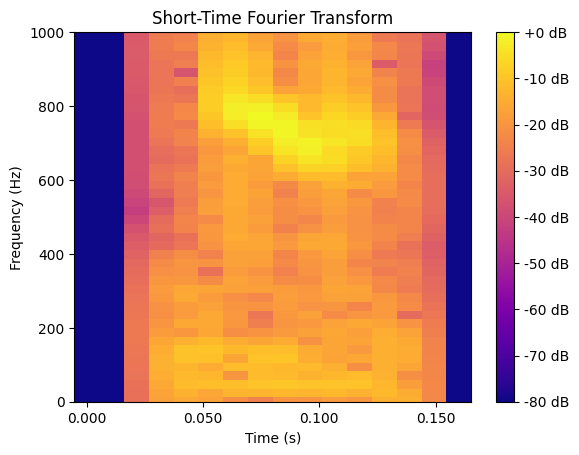 Short-Time Fourier Transform
1000
800
600
400
200
0
Frequency (Hz)
0.000
0.050
0.100
0.150
Time (s)
+0 dB
-10 dB
-20 dB
-30 dB
-40 dB
-50 dB
-60 dB
-70 dB
-80 dB